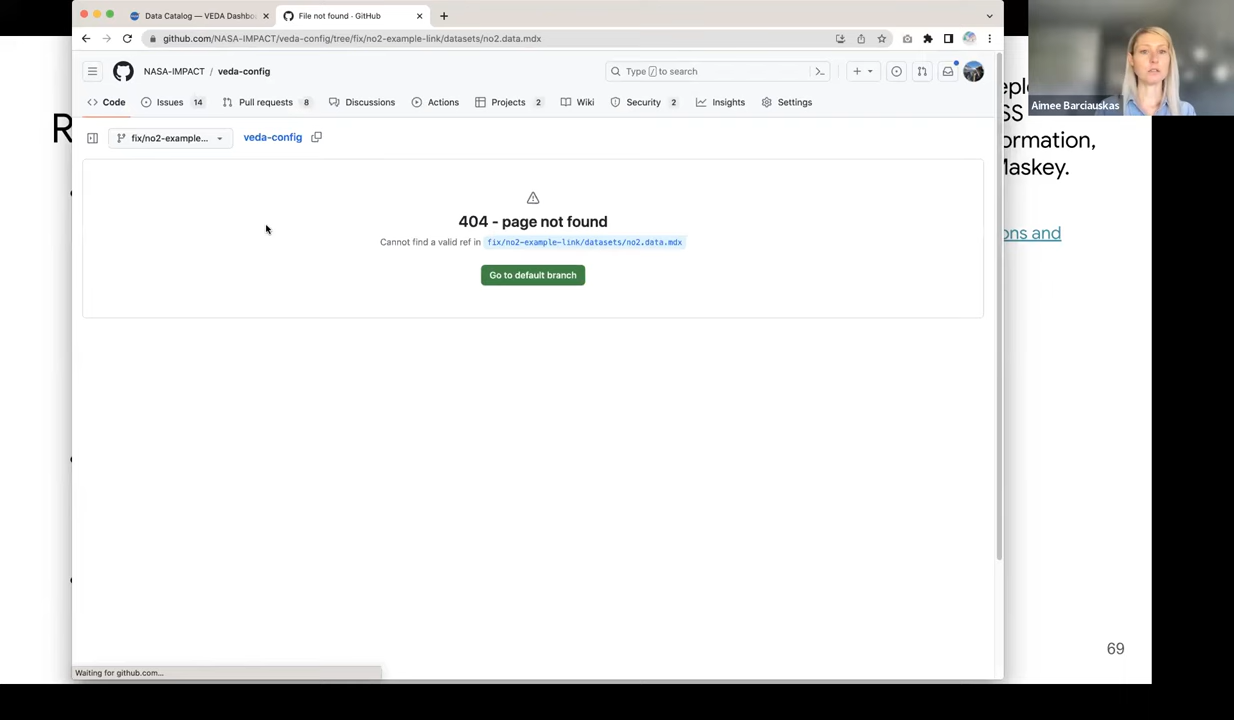 Data Catalog — VEDA Dashbo
File not found · GitHub
github.com/NASA-IMPACT/veda-config/tree/fix/no2-example-link/datasets/no2.data.mdx
NASA-IMPACT / veda-config
Type / to search
Code
Issues 14
Pull requests 8
Discussions
Actions
Projects 2
Wiki
Security 2
Insights
Settings
fix/no2-example...
veda-config
404 - page not found
Cannot find a valid ref in fix/no2-example-link/datasets/no2.data.mdx
Go to default branch
Waiting for github.com...
Aimee Barciauskas
R
epl
SS
ormation,
Maskey.
ons and
69